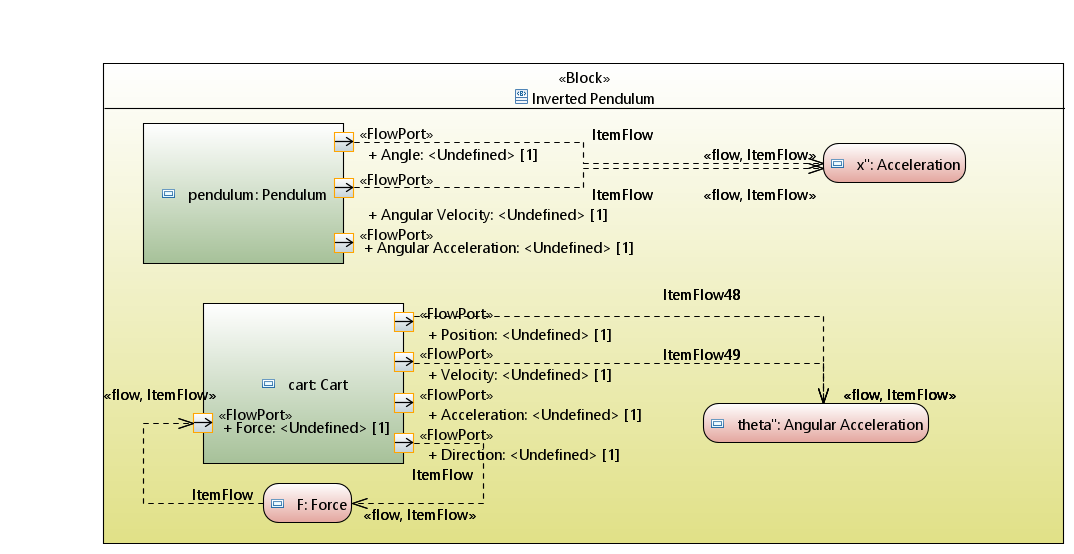 «Block»
Inverted Pendulum
«FlowPort»
ItemFlow
+ Angle: <Undefined> [1]
«flow, ItemFlow»
x": Acceleration
«FlowPort»
pendulum: Pendulum
ItemFlow
«flow, ItemFlow»
+ Angular Velocity: <Undefined> [1]
«FlowPort»
+ Angular Acceleration: <Undefined> [1]
ItemFlow48
«FlowPort»
+ Position: <Undefined> [1]
«FlowPort»
ItemFlow49
+ Velocity: <Undefined> [1]
cart: Cart
«flow, ItemFlow»
«FlowPort»
«flow, ItemFlow»
«FlowPort»
+ Acceleration: <Undefined> [1]
+ Force: <Undefined> [1]
theta": Angular Acceleration
«FlowPort»
+ Direction: <Undefined> [1]
ItemFlow
ItemFlow
F: Force
«flow, ItemFlow»